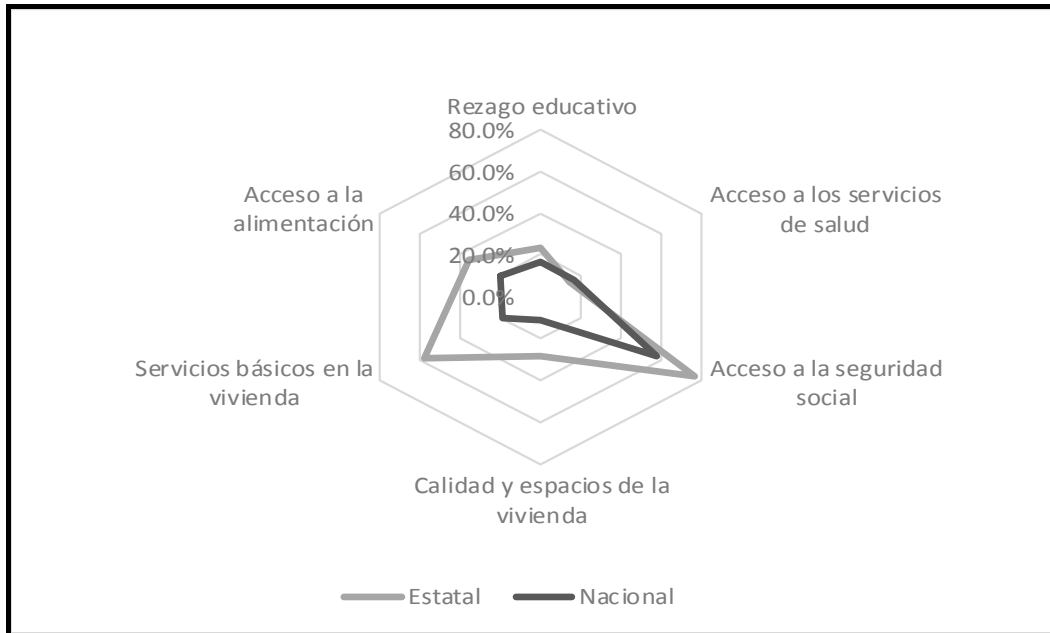 Rezago educativo
80.0%
60.0%
40.0%
20.0%
0.0%
Acceso a los servicios
de salud
Acceso a la seguridad
social
Calidad y espacios de la
vivienda
Servicios básicos en la
vivienda
Acceso a la
alimentación
Estatal
Nacional